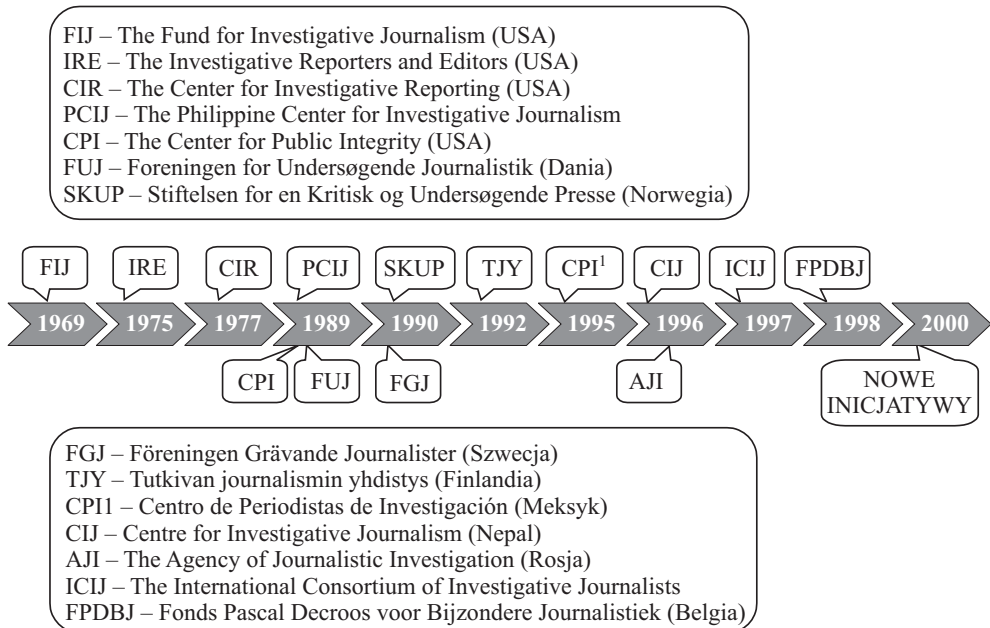 FIJ – The Fund for Investigative Journalism (USA)
IRE – The Investigative Reporters and Editors (USA)
CIR – The Center for Investigative Reporting (USA)
PCIJ – The Philippine Center for Investigative Journalism
CPI – The Center for Public Integrity (USA)
FUJ – Foreningen for Undersøgende Journalistik (Dania)
SKUP – Stiftelsen for en Kritisk og Undersøgende Presse (Norwegia)
FIJ IRE CIR PCIJ SKUP TJY CPI¹ CIJ ICIJ FPDBJ
1969 1975 1977 1989 1990 1992 1995 1996 1997 1998 2000
CPI FUJ FGJ AJI NOWE
INICJATYWY
FGJ – Föreningen Grävande Journalister (Szwecja)
TJY – Tutkivan journalismin yhdistys (Finlandia)
CPI1 – Centro de Periodistas de Investigación (Meksyk)
CIJ – Centre for Investigative Journalism (Nepal)
AJI – The Agency of Journalistic Investigation (Rosja)
ICIJ – The International Consortium of Investigative Journalists
FPDBJ – Fonds Pascal Decroos voor Bijzondere Journalistiek (Belgia)